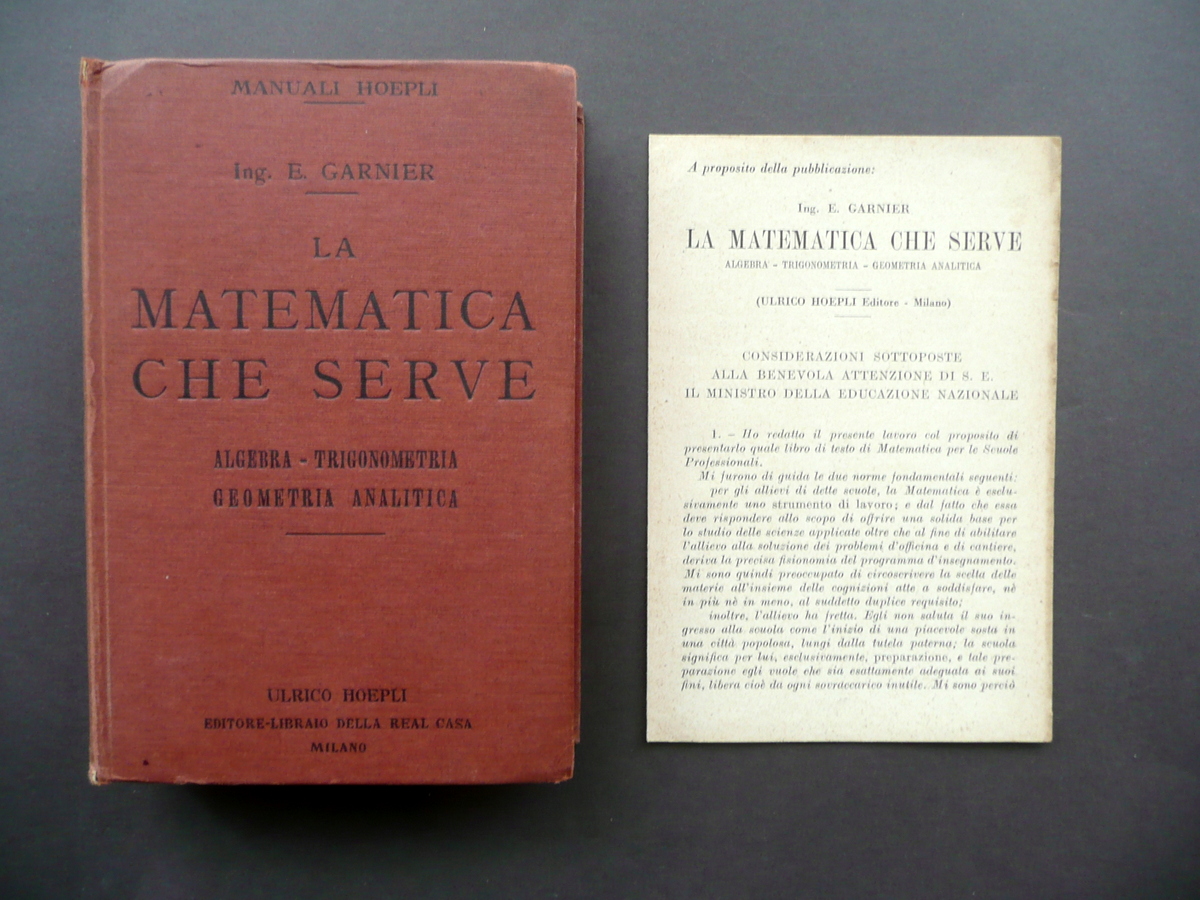 MANUALI HOEPLI
Ing. E. GARNIER
LA
MATEMATICA
CHE SERVE
ALGEBRA - TRIGONOMETRIA
GEOMETRIA ANALITICA
ULRICO HOEPLI
EDITORE-LIBRAIO DELLA REAL CASA
MILANO
A proposito della pubblicazione:
Ing. E. GARNIER
LA MATEMATICA CHE SERVE
ALGEBRA - TRIGONOMETRIA - GEOMETRIA ANALITICA
(ULRICO HOEPLI Editore - Milano)
CONSIDERAZIONI SOTTOPOSTE
ALLA BENEVOLA ATTENZIONE DI S. E.
IL MINISTRO DELLA EDUCAZIONE NAZIONALE
1. - Ho redatto il presente lavoro col proposito di
presentarlo quale libro di testo di Matematica per le Scuole
Professionali.
Mi furono di guida le due norme fondamentali seguenti:
per gli allievi di dette scuole, la Matematica è esclu-
sivamente uno strumento di lavoro; e dal fatto che essa
deve rispondere allo scopo di offrire una solida base per
lo studio delle scienze applicate oltre che al fine di abilitare
l'allievo alla soluzione dei problemi d'officina e di cantiere,
deriva la precisa fisionomia del programma d'insegnamento.
Mi sono quindi preoccupato di circoscrivere la scelta delle
materie all'insieme delle cognizioni atte a soddisfare, nè
in più nè in meno, al suddetto duplice requisito;
inoltre, l'allievo ha fretta. Egli non saluta il suo in-
gresso alla scuola come l'inizio di una piacevole sosta in
una città popolosa, lungi dalla tutela paterna; la scuola
significa per lui, esclusivamente, preparazione, e tale pre-
parazione egli vuole che sia esattamente adeguata ai suoi
fini, libera cioè da ogni sovraccarico inutile. Mi sono perciò